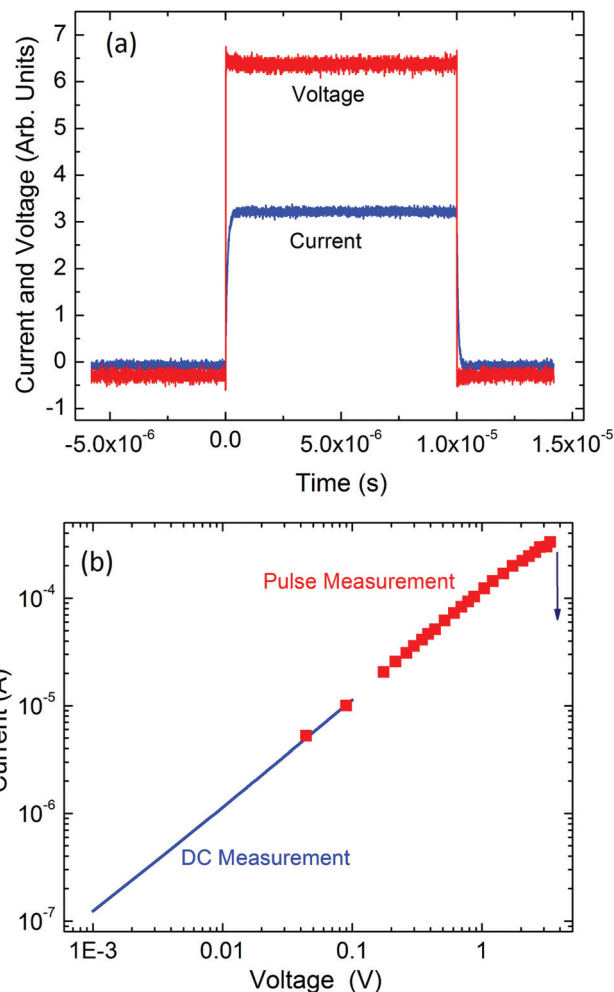 (a)
Current and Voltage (Arb. Units)
7
6
5
4
3
2
1
0
-1
Voltage
Current
-5.0x10⁻⁶
0.0
5.0x10⁻⁶
1.0x10⁻⁵
1.5x10⁻⁵
Time (s)
(b)
Pulse Measurement
10⁻⁴
10⁻⁵
10⁻⁶
10⁻⁷
DC Measurement
1E-3
0.01
0.1
1
Voltage (V)